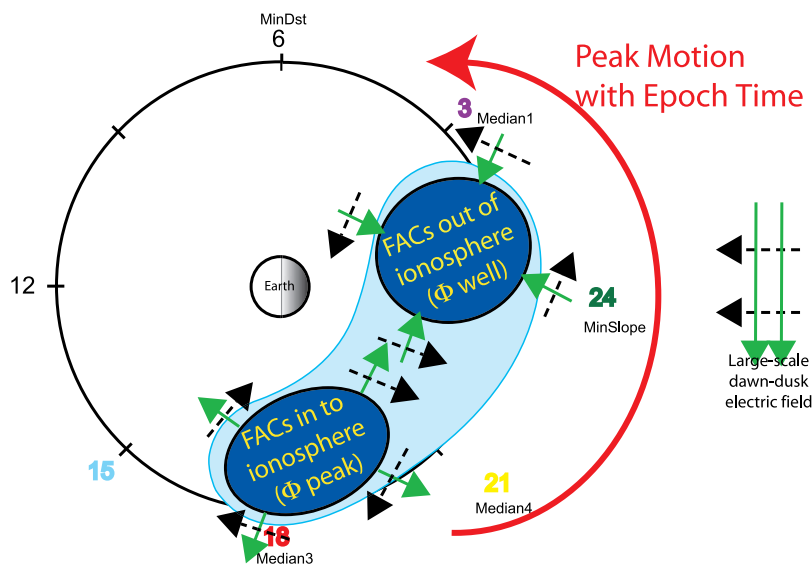 MinDst
6
Peak Motion
with Epoch Time
3
Median1
FACs out of
ionosphere
(Φ well)
12
Earth
24
MinSlope
Large-scale
dawn-dusk
electric field
FACs in to
ionosphere
(Φ peak)
15
21
Median4
18
Median3